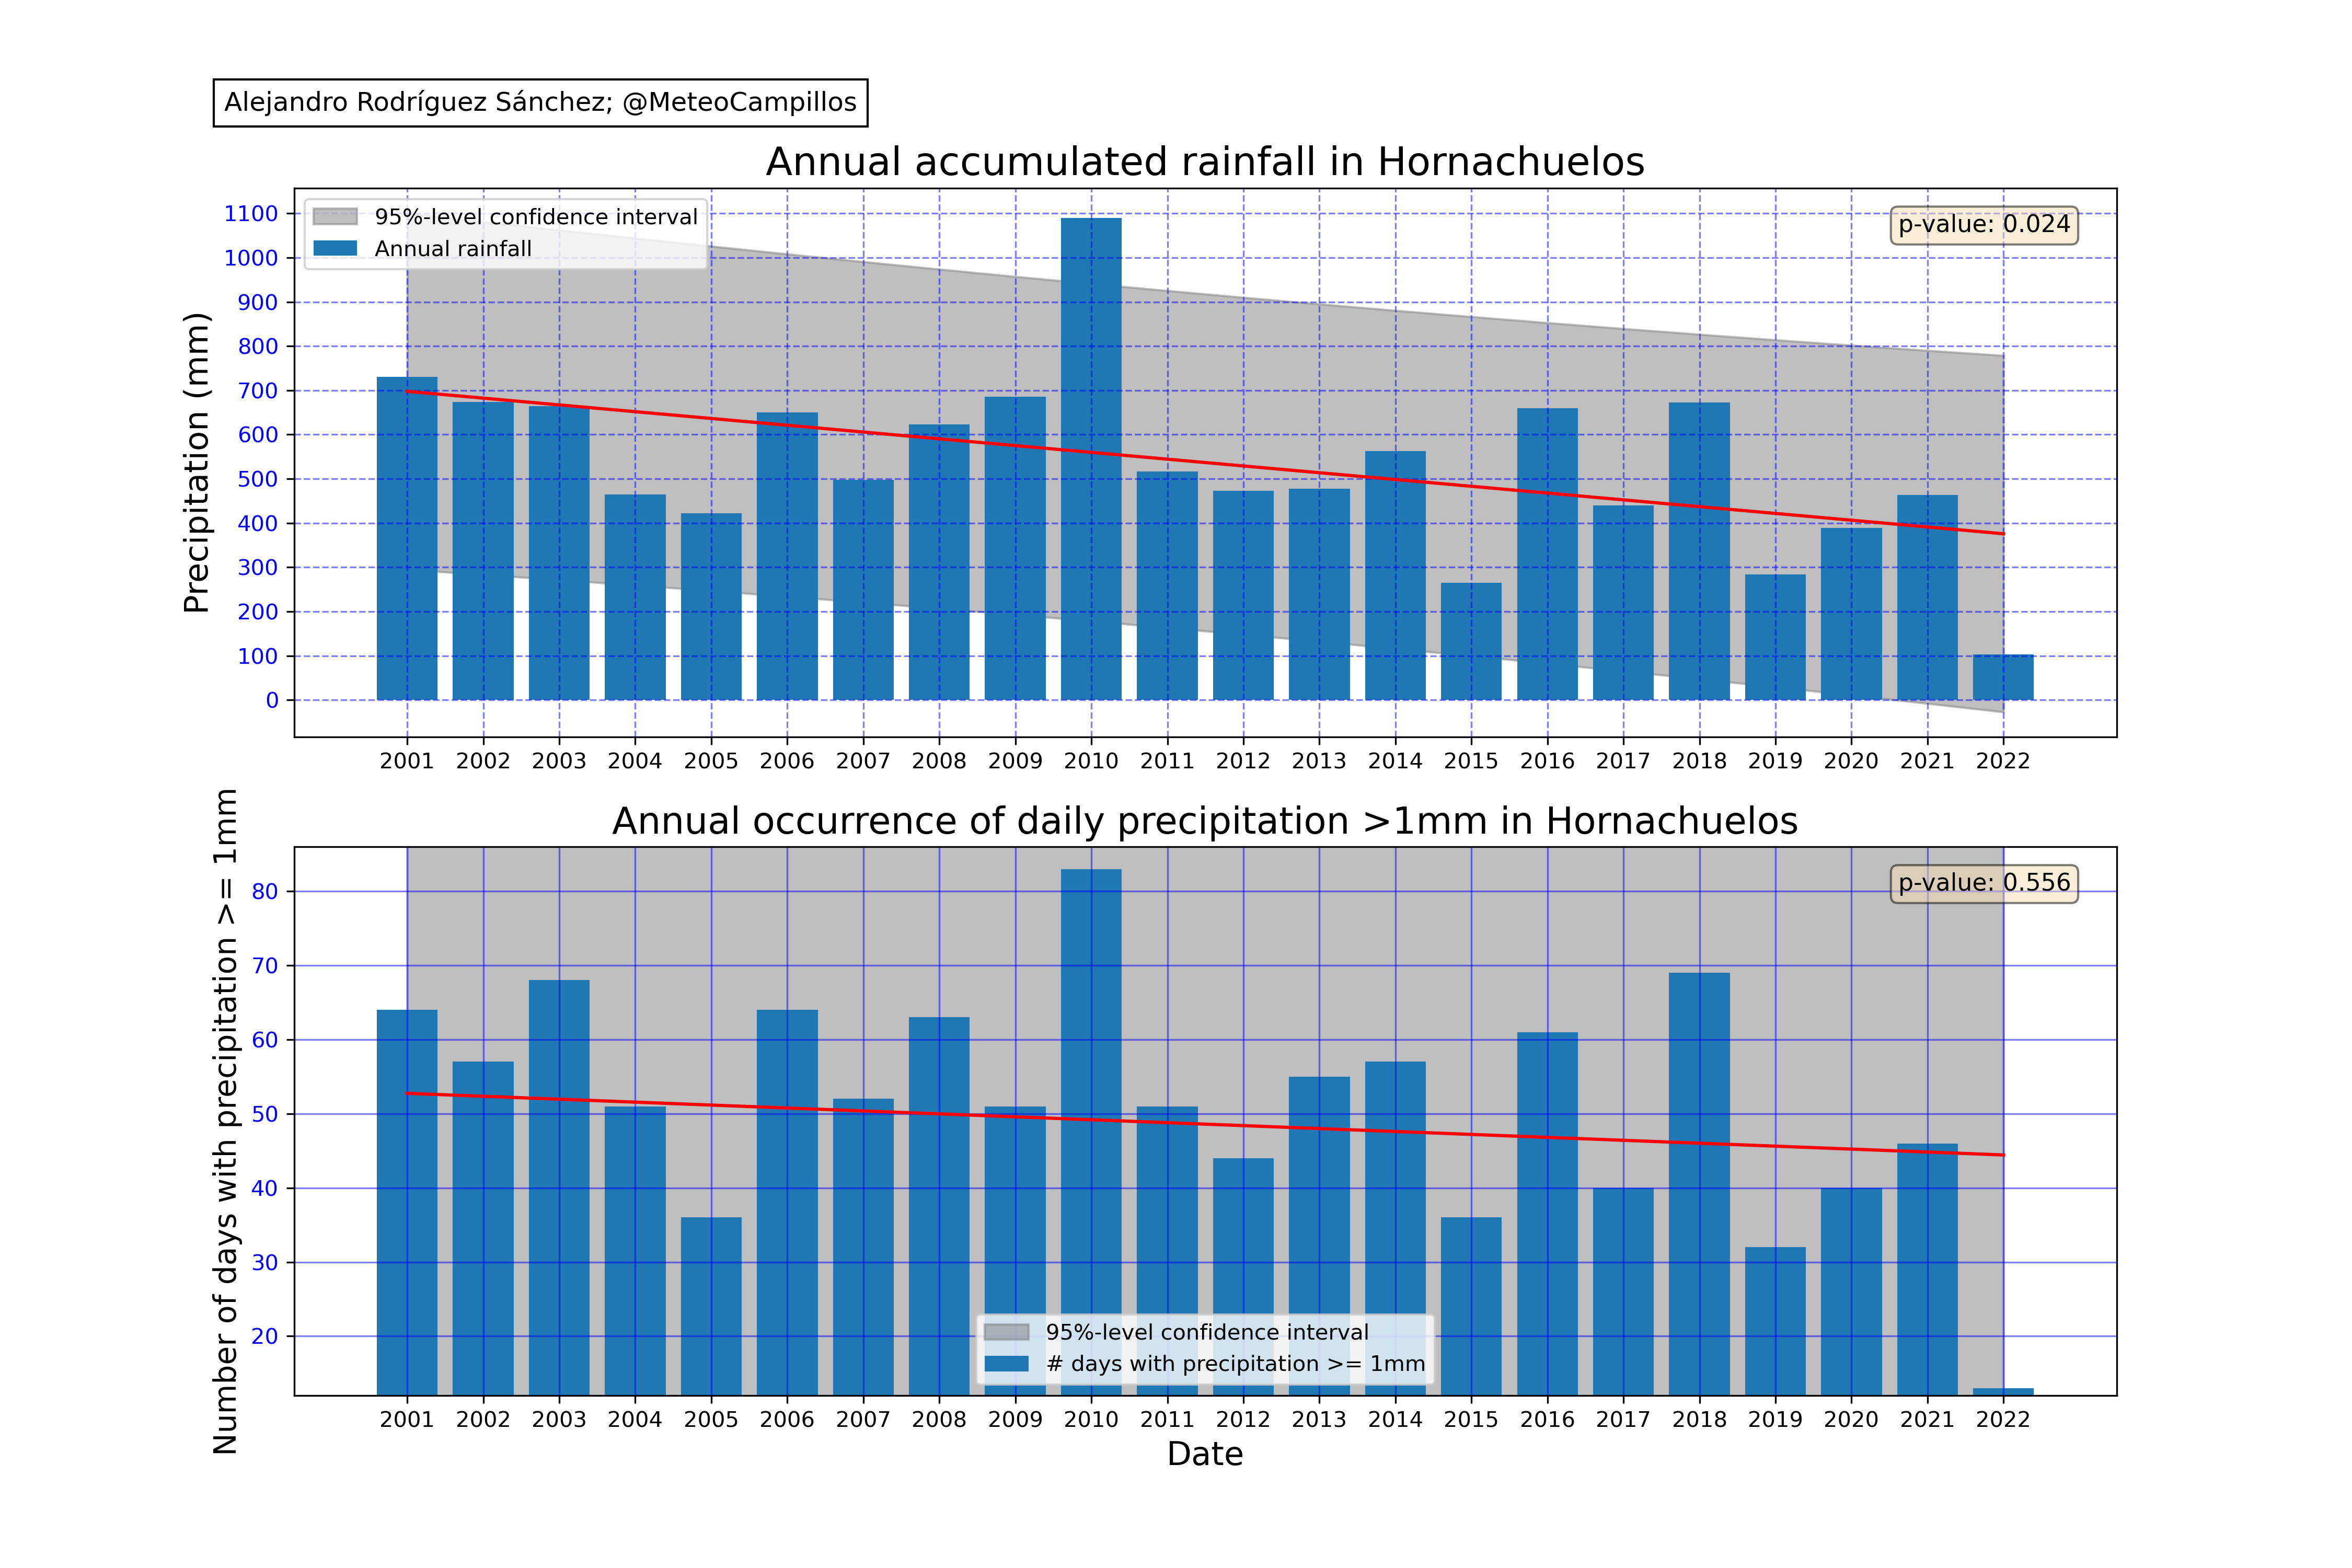 Alejandro Rodríguez Sánchez; @MeteoCampillos
Annual accumulated rainfall in Hornachuelos
95%-level confidence interval
Annual rainfall
p-value: 0.024
Precipitation (mm)
1100
1000
900
800
700
600
500
400
300
200
100
0
2001 2002 2003 2004 2005 2006 2007 2008 2009 2010 2011 2012 2013 2014 2015 2016 2017 2018 2019 2020 2021 2022
Annual occurrence of daily precipitation >1mm in Hornachuelos
p-value: 0.556
Number of days with precipitation >= 1mm
80
70
60
50
40
30
20
95%-level confidence interval
# days with precipitation >= 1mm
2001 2002 2003 2004 2005 2006 2007 2008 2009 2010 2011 2012 2013 2014 2015 2016 2017 2018 2019 2020 2021 2022
Date